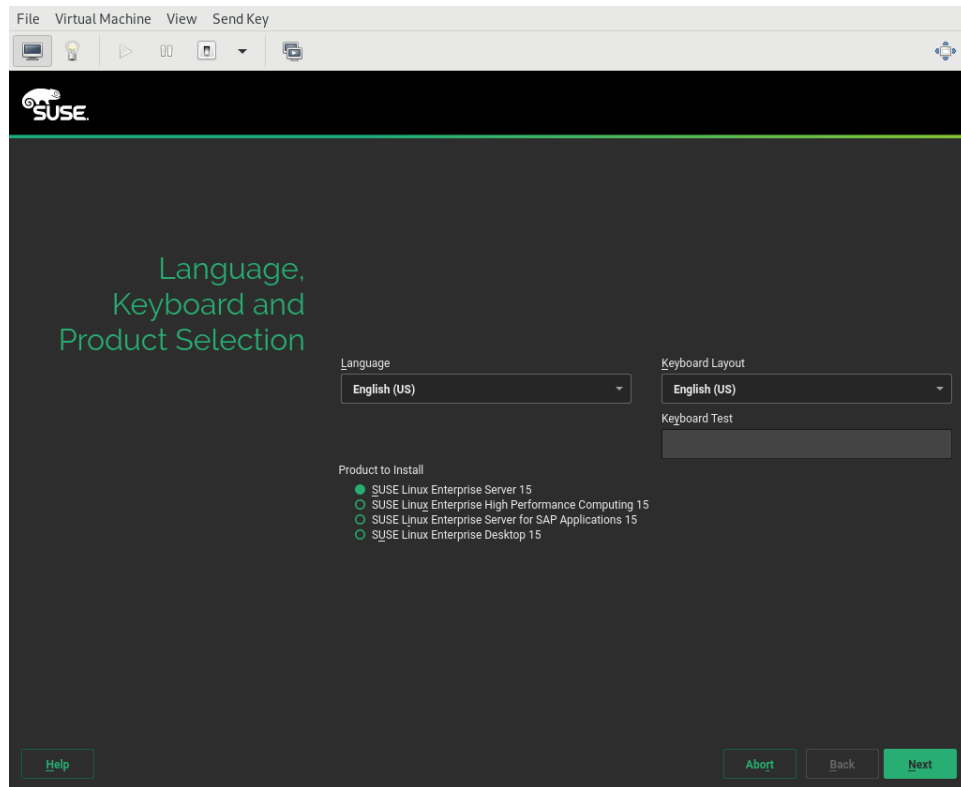 File Virtual Machine View Send Key
SUSE.
Language,
Keyboard and
Product Selection
Language
Keyboard Layout
English (US)
English (US)
Keyboard Test
Product to Install
SUSE Linux Enterprise Server 15
SUSE Linux Enterprise High Performance Computing 15
SUSE Linux Enterprise Server for SAP Applications 15
SUSE Linux Enterprise Desktop 15
Help
Abort
Back
Next